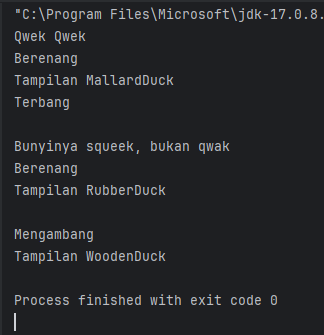 "C:\Program Files\Microsoft\jdk-17.0.8.
Qwek Qwek
Berenang
Tampilan MallardDuck
Terbang
Bunyinya squeek, bukan qwak
Berenang
Tampilan RubberDuck
Mengambang
Tampilan WoodenDuck
Process finished with exit code 0